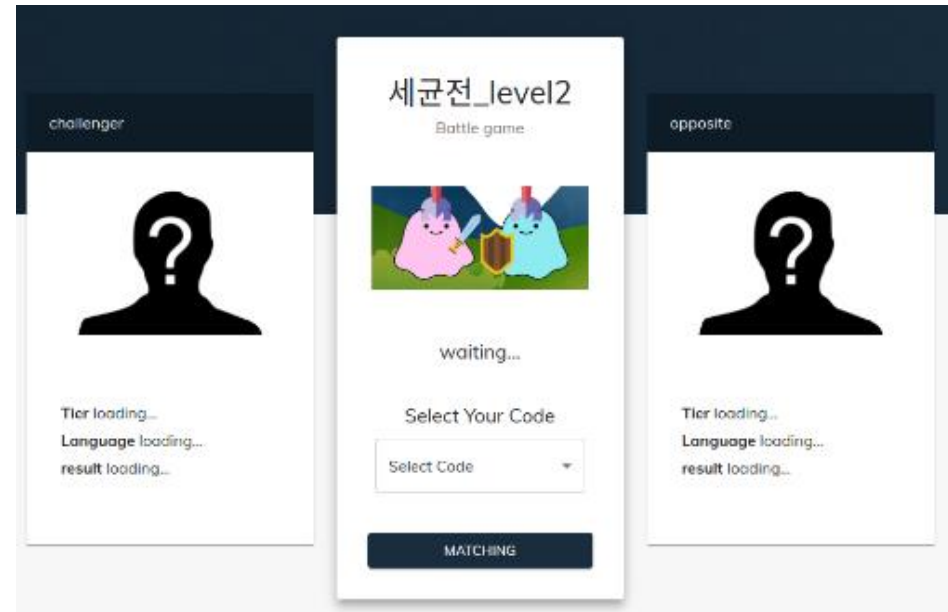 challenger
?
Tier loading...
Language loading...
result loading...
세균전_level2
Battle game
waiting...
Select Your Code
Select Code
MATCHING
opposite
?
Tier loading...
Language loading...
result loading...